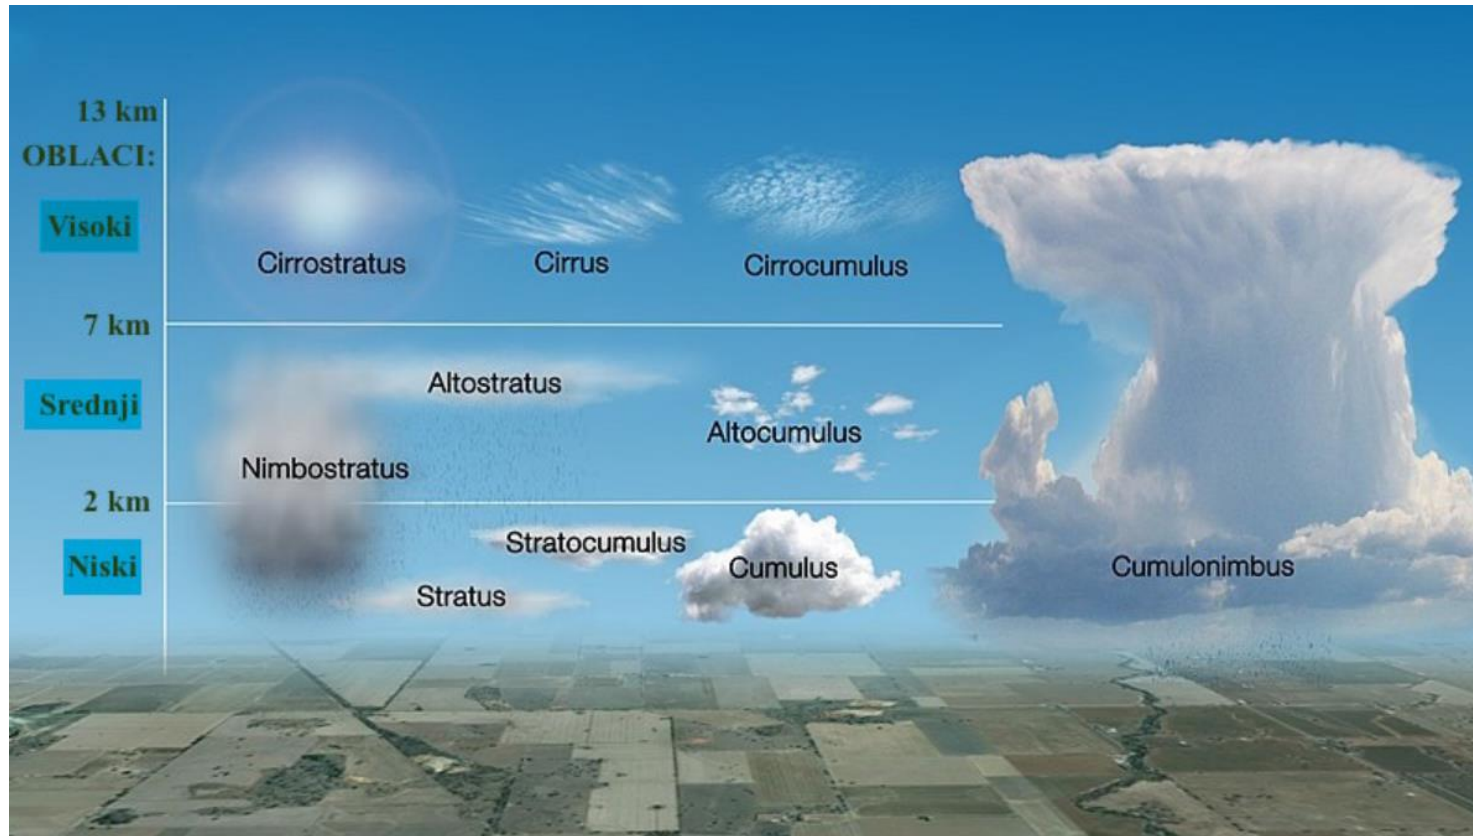 13 km
OBLACI:
Visoki
Cirrostratus
Cirrus
Cirrocumulus
7 km
Altostratus
Srednji
Altocumulus
Nimbostratus
2 km
Stratocumulus
Niski
Cumulus
Cumulonimbus
Stratus